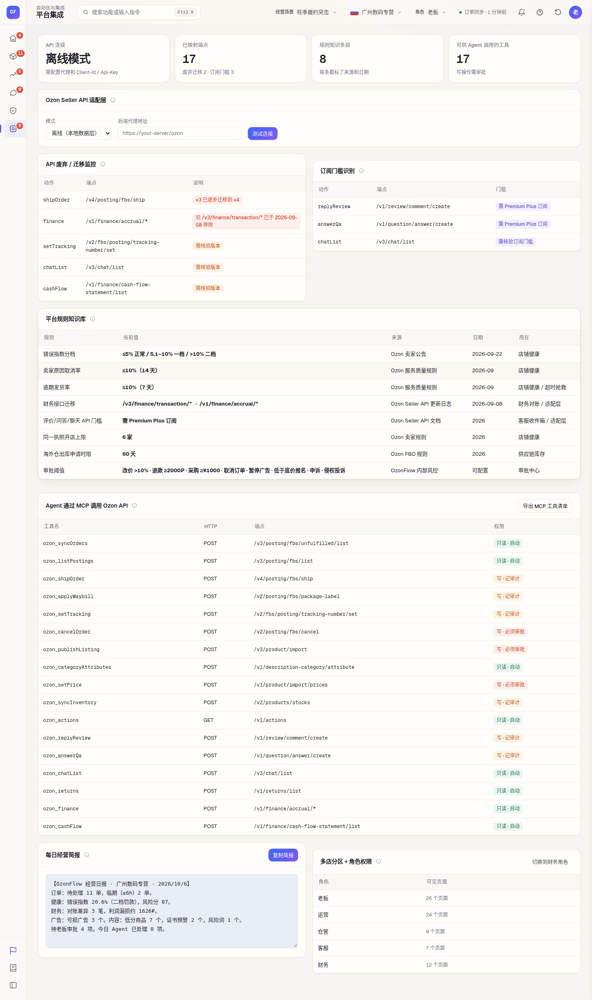 OF
自动化与集成
平台集成
搜索功能或输入指令
Ctrl K
经营场景 旺季履约突击
广州数码专营
角色 老板
订单同步 · 1 分钟前
老
4
11
5
9
9
API 连接
离线模式
需配置代理和 Client-Id / Api-Key
已映射端点
17
废弃迁移 2 · 订阅门槛 3
规则知识条目
8
每条都标了来源和日期
可供 Agent 调用的工具
17
写操作需审批
Ozon Seller API 适配层
模式
离线（本地数据层）
后端代理地址
https://your-server/ozon
测试连接
API 废弃 / 迁移监控
动作 端点 说明
shipOrder /v4/posting/fbs/ship v3 已逐步迁移到 v4
finance /v1/finance/accrual/* 旧 /v3/finance/transaction/* 已于 2026-09-
08 停用
setTracking /v2/fbs/posting/tracking-
number/set 需核验版本
chatList /v3/chat/list 需核验版本
cashFlow /v1/finance/cash-flow-
statement/list 需核验版本
订阅门槛识别
动作 端点 门槛
replyReview /v1/review/comment/create 需 Premium Plus 订阅
answerQa /v1/question/answer/create 需 Premium Plus 订阅
chatList /v3/chat/list 需核验订阅门槛
平台规则知识库
规则 当前值 来源 日期 用在
错误指数分档 ≤5% 正常 / 5.1–10% 一档 / >10% 二档 Ozon 卖家公告 2026-09-22 店铺健康
卖家原因取消率 ≤10%（14 天） Ozon 服务质量规则 2026-09 店铺健康
逾期发货率 ≤10%（7 天） Ozon 服务质量规则 2026-09 店铺健康 / 超时抢救
财务接口迁移 /v3/finance/transaction/* → /v1/finance/accrual/* Ozon Seller API 更新日志 2026-09-08 财务对账 / 适配层
评价/问答/聊天 API 门槛 需 Premium Plus 订阅 Ozon Seller API 文档 2026 客服收件箱 / 适配层
同一执照开店上限 6 家 Ozon 卖家规则 2026 店铺健康
海外仓出库申请时限 60 天 Ozon FBO 规则 2026 供应链库存
审批阈值 改价 >10% · 退款 ≥2000₽ · 采购 ≥¥1000 · 取消订单 · 暂停广告 · 低于底价报名 · 申诉 · 侵权投诉 OzonFlow 内部风控 可配置 审批中心
Agent 通过 MCP 调用 Ozon API
导出 MCP 工具清单
工具名 HTTP 端点 权限
ozon_syncOrders POST /v3/posting/fbs/unfulfilled/list 只读 · 自动
ozon_listPostings POST /v3/posting/fbs/list 只读 · 自动
ozon_shipOrder POST /v4/posting/fbs/ship 写 · 记审计
ozon_applyWaybill POST /v2/posting/fbs/package-label 写 · 记审计
ozon_setTracking POST /v2/fbs/posting/tracking-number/set 写 · 记审计
ozon_cancelOrder POST /v2/posting/fbs/cancel 写 · 必须审批
ozon_publishListing POST /v3/product/import 写 · 必须审批
ozon_categoryAttributes POST /v1/description-category/attribute 只读 · 自动
ozon_setPrice POST /v1/product/import/prices 写 · 必须审批
ozon_syncInventory POST /v2/products/stocks 写 · 记审计
ozon_actions GET /v1/actions 只读 · 自动
ozon_replyReview POST /v1/review/comment/create 写 · 记审计
ozon_answerQa POST /v1/question/answer/create 写 · 记审计
ozon_chatList POST /v3/chat/list 只读 · 自动
ozon_returns POST /v1/returns/list 只读 · 自动
ozon_finance POST /v1/finance/accrual/* 只读 · 自动
ozon_cashFlow POST /v1/finance/cash-flow-statement/list 只读 · 自动
每日经营简报
复制简报
【OzonFlow 经营日报 · 广州数码专营 · 2026/10/6】
订单：待处理 11 单，临期（≤6h）2 单。
健康：错误指数 20.6%（二档罚款），风险分 87。
财务：对账差异 3 笔，利润漏损约 1626₽。
广告：亏损广告 3 个。内容：低分商品 7 个，证书预警 2 个，风险词 1 个。
待老板审批 4 项。今日 Agent 已处理 0 项。
多店分区 + 角色权限
切换到财务角色
角色 可见页面
老板 26 个页面
运营 24 个页面
仓管 9 个页面
客服 7 个页面
财务 12 个页面